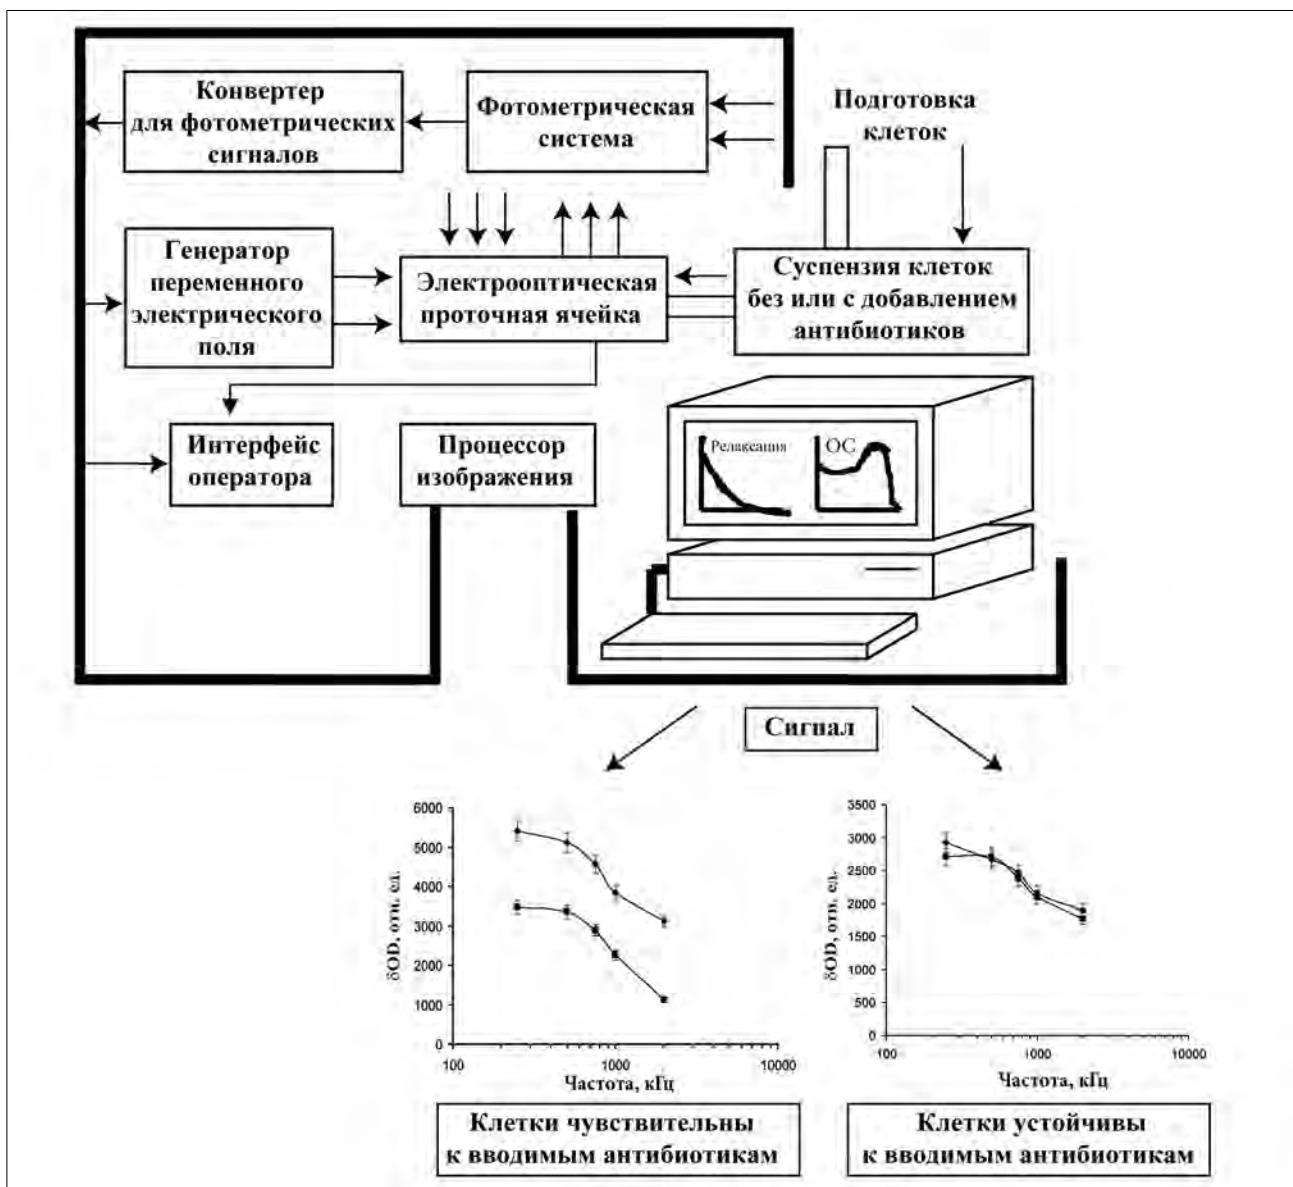 Конвертер
для фотометрических
сигналов
Фотометрическая
система
Подготовка
клеток
Генератор
переменного
электрического
поля
Электрооптическая
проточная ячейка
Суспензия клеток
без или с добавлением
антибиотиков
Интерфейс
оператора
Процессор
изображения
Релаксация
ОС
Сигнал
6000
5000
4000
3000
2000
1000
0
100
1000
10000
δOD, отн. ед.
Частота, кГц
3500
3000
2500
2000
1500
1000
500
0
100
1000
10000
δOD, отн. ед.
Частота, кГц
Клетки чувствительны
к вводимым антибиотикам
Клетки устойчивы
к вводимым антибиотикам